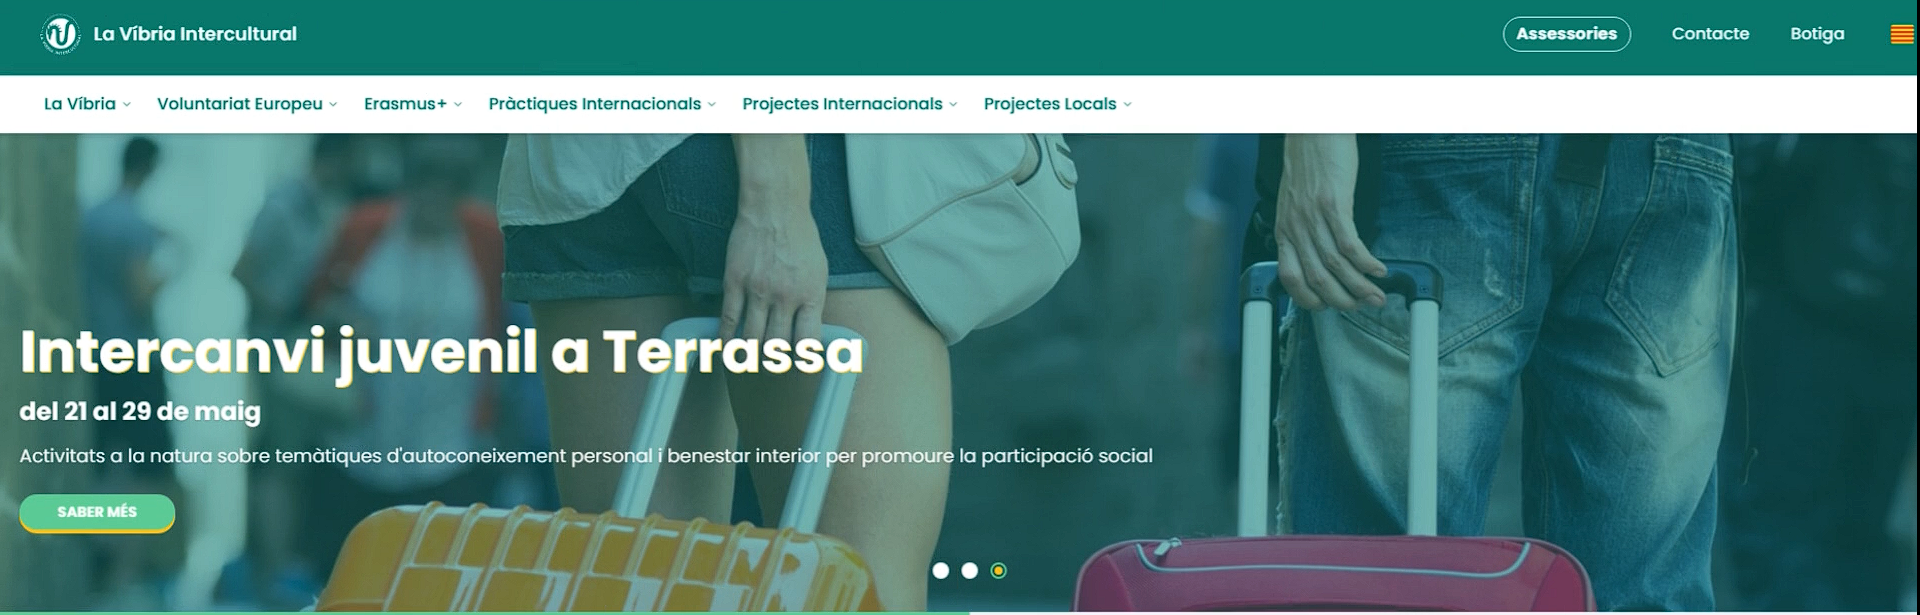 La Víbria Intercultural
Assessories
Contacte
Botiga
La Víbria
Voluntariat Europeu
Erasmus+
Pràctiques Internacionals
Projectes Internacionals
Projectes Locals
Intercanvi juvenil a Terrassa
del 21 al 29 de maig
Activitats a la natura sobre temàtiques d'autoconeixement personal i benestar interior per promoure la participació social
SABER MÉS